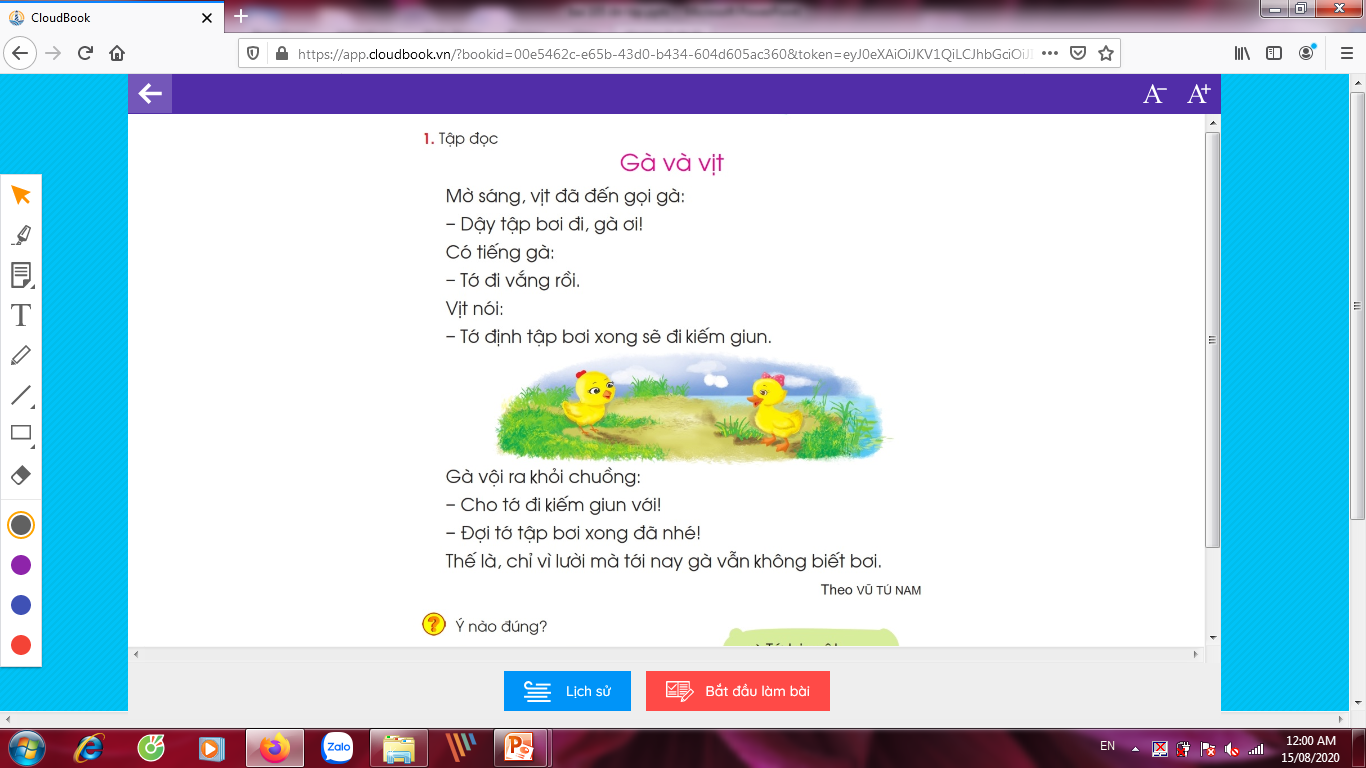 CloudBook
https://app.cloudbook.vn/?bookid=00e5462c-e65b-43d0-b434-604d605ac360&token=eyJ0eXAiOiJKV1QiLCJhbGciOiJ
A− A+
1. Tập đọc
Gà và vịt
Mờ sáng, vịt đã đến gọi gà:
– Dậy tập bơi đi, gà ơi!
Có tiếng gà:
– Tớ đi vắng rồi.
Vịt nói:
– Tớ định tập bơi xong sẽ đi kiếm giun.
Gà vội ra khỏi chuồng:
– Cho tớ đi kiếm giun với!
– Đợi tớ tập bơi xong đã nhé!
Thế là, chỉ vì lười mà tới nay gà vẫn không biết bơi.
Theo VŨ TÚ NAM
? Ý nào đúng?
Lịch sử
Bắt đầu làm bài
T
Zalo
EN
12:00 AM
15/08/2020